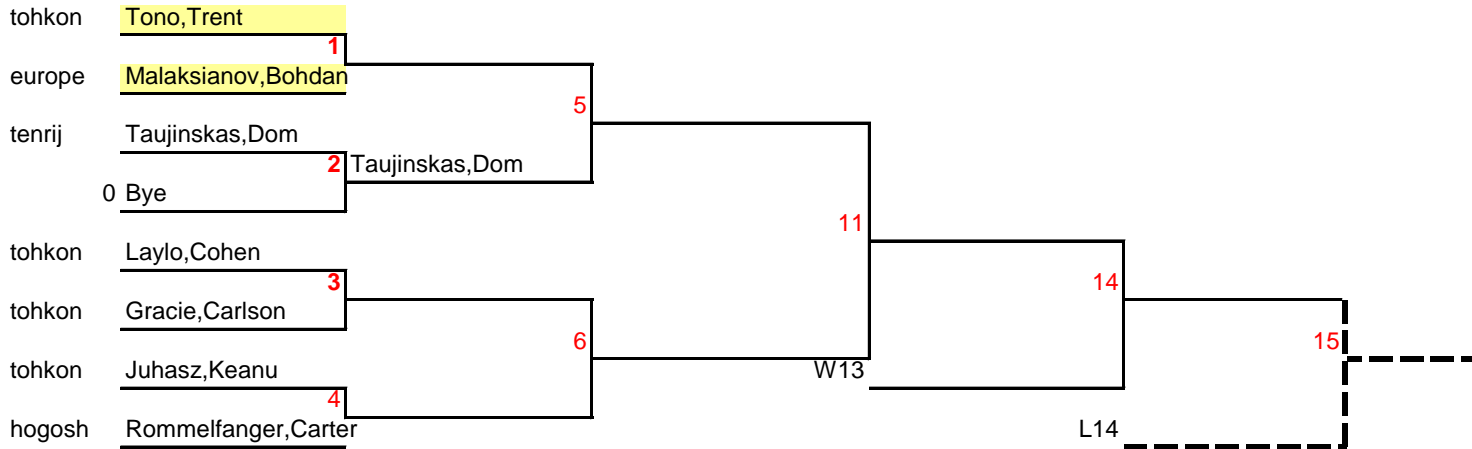 tohkon Tono,Trent
1
europe Malaksianov,Bohdan
5
tenrij Taujinskas,Dom
2 Taujinskas,Dom
0 Bye
11
tohkon Laylo,Cohen
3 14
tohkon Gracie,Carlson
6 15
tohkon Juhasz,Keanu W13
4
hogosh Rommelfanger,Carter L14